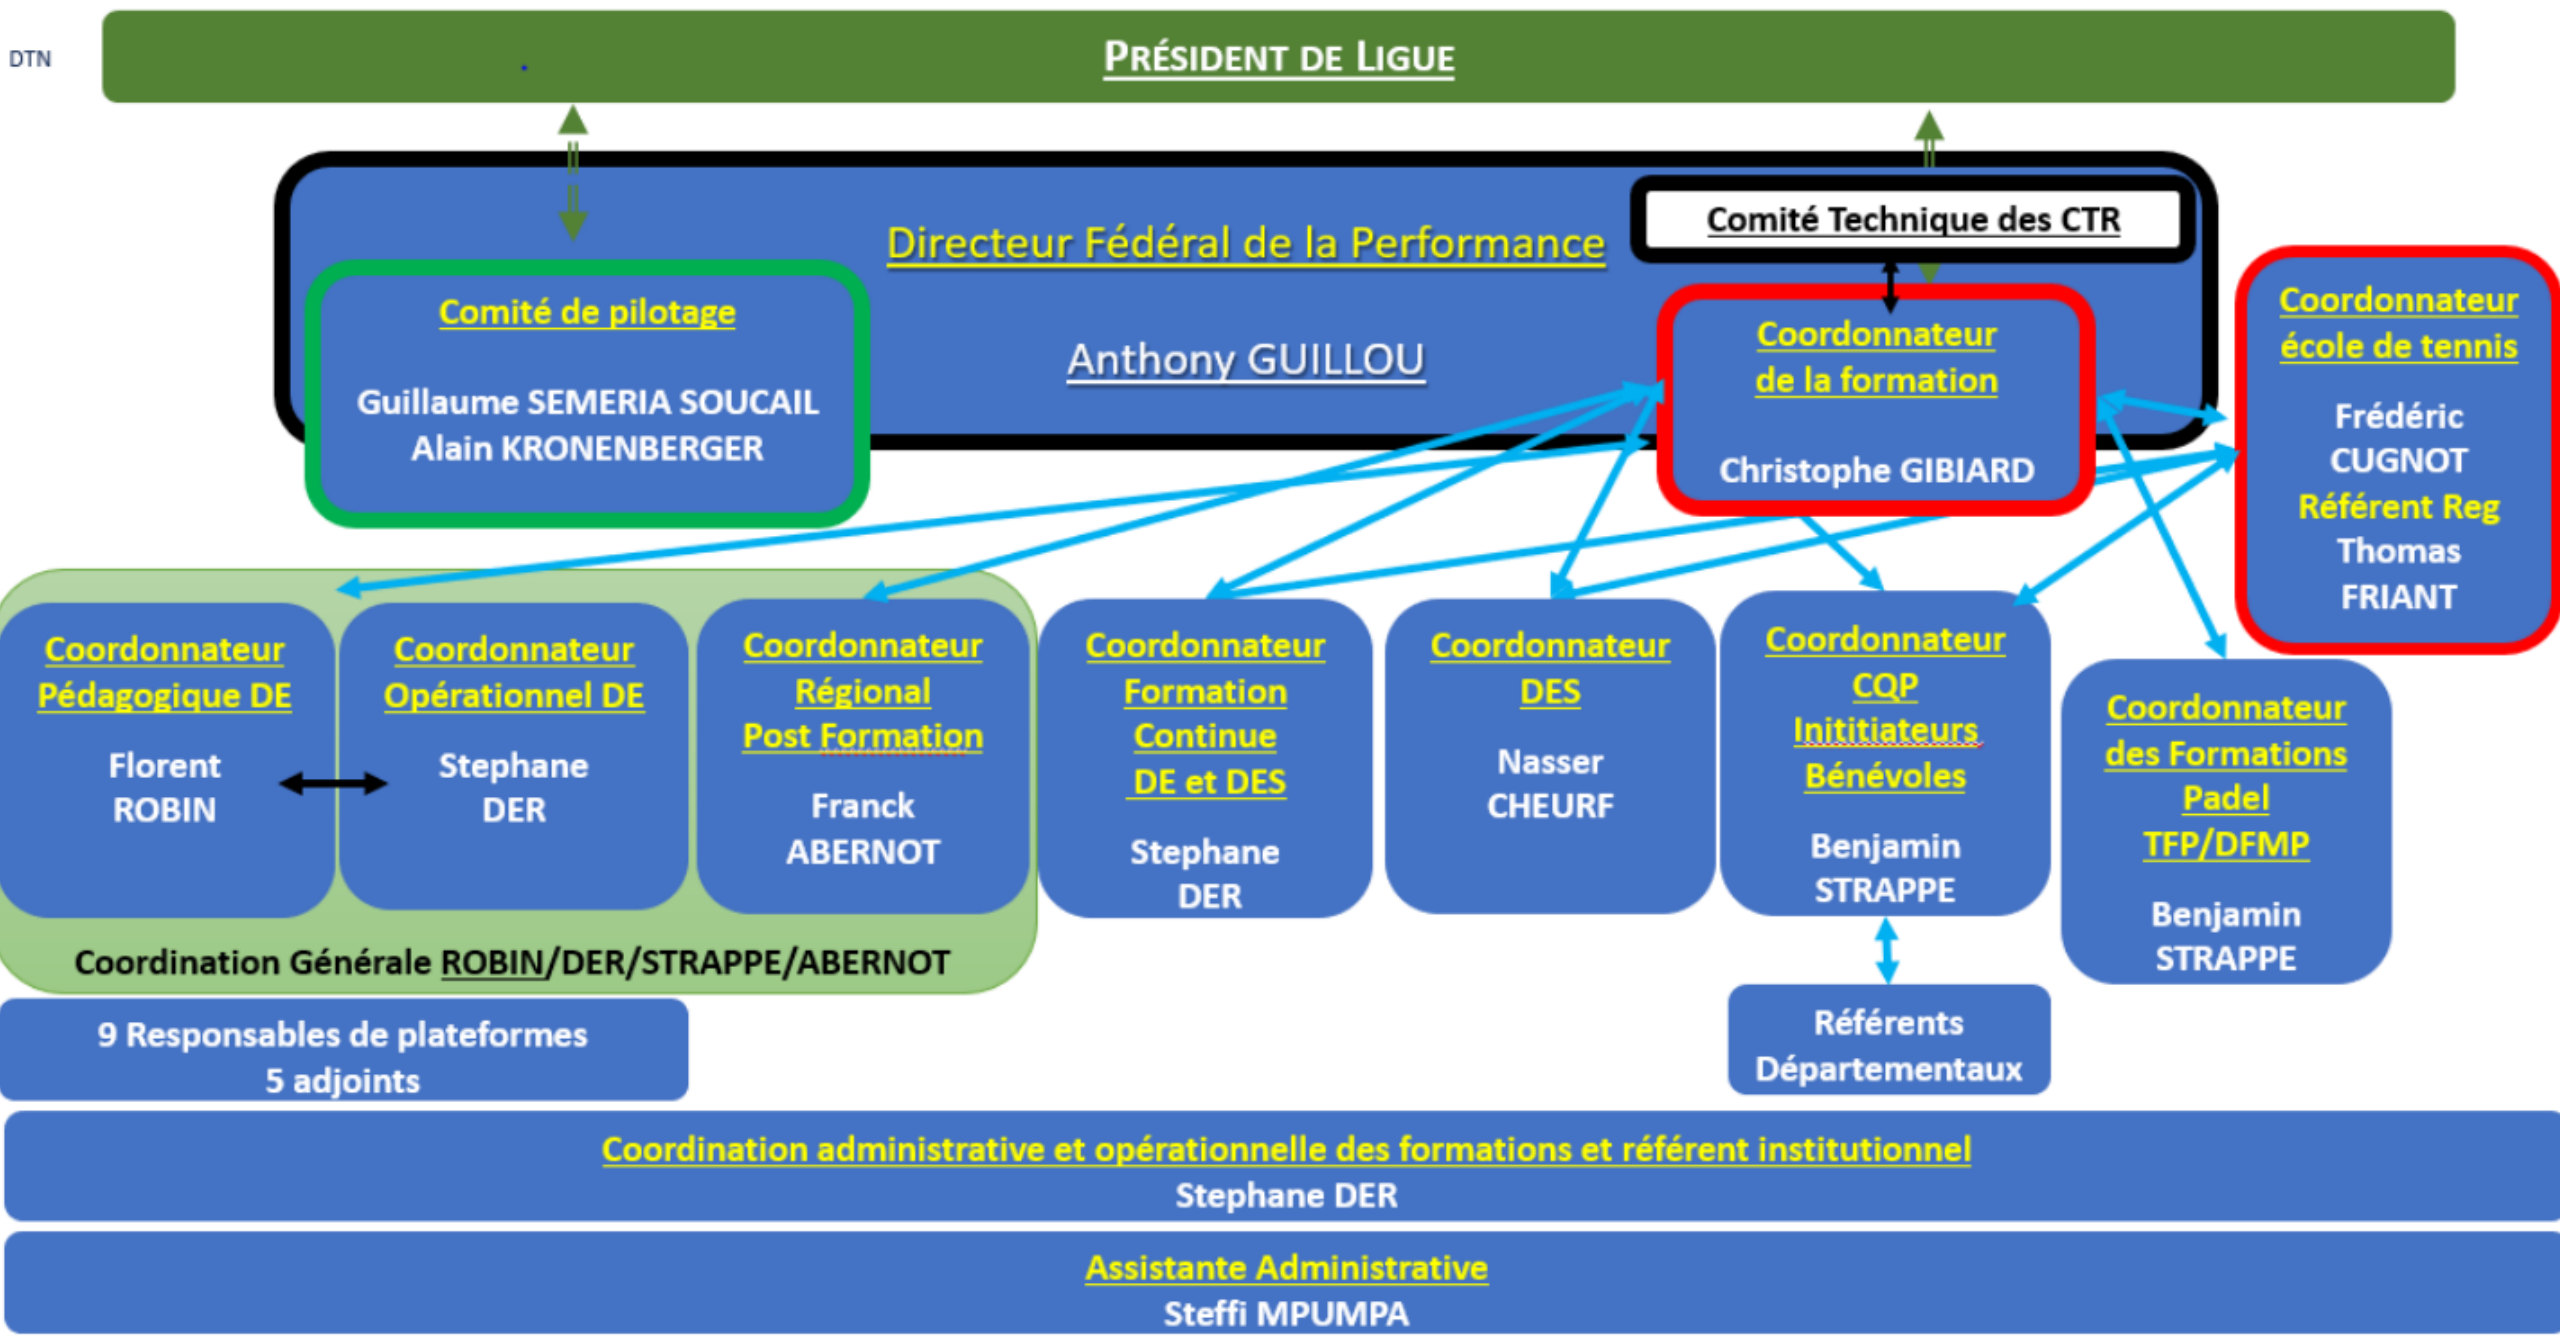 DTN
PRÉSIDENT DE LIGUE
Directeur Fédéral de la Performance
Anthony GUILLOU
Comité Technique des CTR
Comité de pilotage
Guillaume SEMERIA SOUCAIL
Alain KRONENBERGER
Coordonnateur
de la formation
Christophe GIBIARD
Coordonnateur
école de tennis
Frédéric
CUGNOT
Référent Reg
Thomas
FRIANT
Coordonnateur
Pédagogique DE
Florent
ROBIN
Coordonnateur
Opérationnel DE
Stephane
DER
Coordonnateur
Régional
Post Formation
Franck
ABERNOT
Coordination Générale ROBIN/DER/STRAPPE/ABERNOT
Coordonnateur
Formation
Continue
DE et DES
Stephane
DER
Coordonnateur
DES
Nasser
CHEURF
Coordonnateur
CQP
Inititiateurs
Bénévoles
Benjamin
STRAPPE
Coordonnateur
des Formations
Padel
TFP/DFMP
Benjamin
STRAPPE
9 Responsables de plateformes
5 adjoints
Référents
Départementaux
Coordination administrative et opérationnelle des formations et référent institutionnel
Stephane DER
Assistante Administrative
Steffi MPUMPA